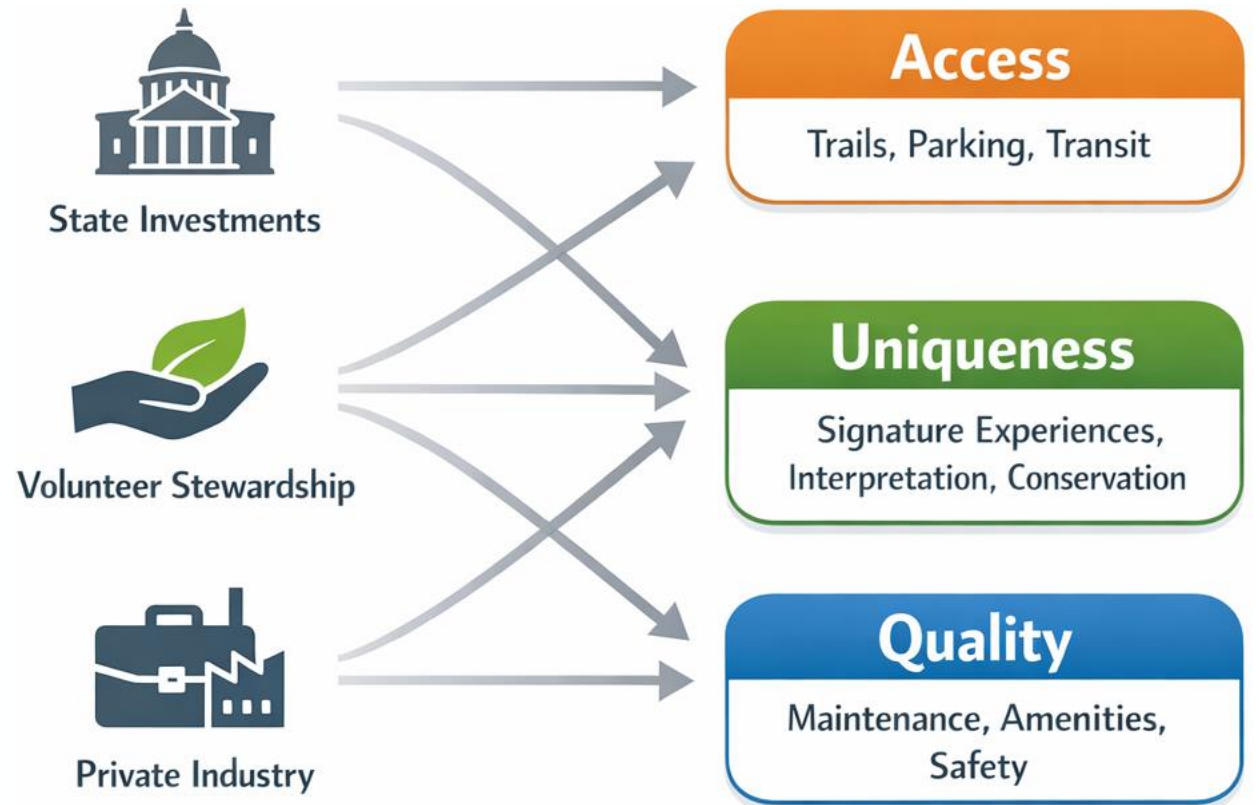 State Investments
Volunteer Stewardship
Private Industry
Access
Trails, Parking, Transit
Uniqueness
Signature Experiences,
Interpretation, Conservation
Quality
Maintenance, Amenities,
Safety